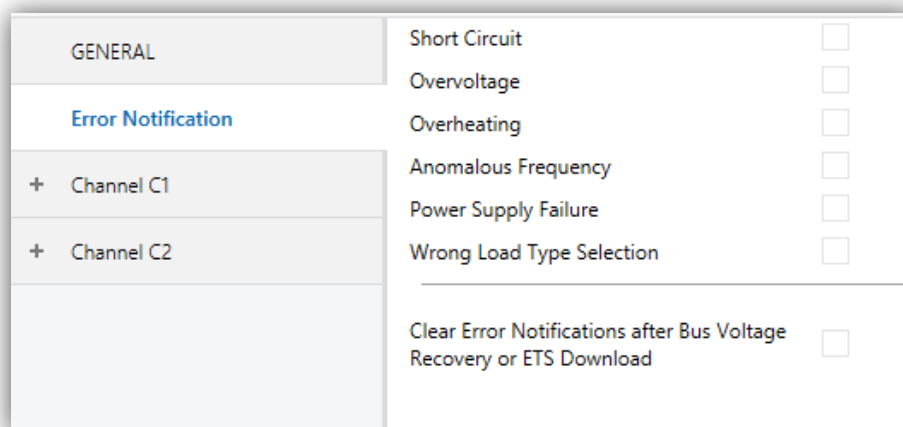 GENERAL
Error Notification
+ Channel C1
+ Channel C2
Short Circuit
Overvoltage
Overheating
Anomalous Frequency
Power Supply Failure
Wrong Load Type Selection
Clear Error Notifications after Bus Voltage
Recovery or ETS Download